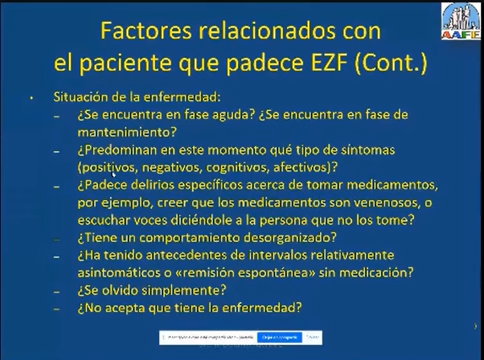 Factores relacionados con
el paciente que padece EZF (Cont.)
AAFE
• Situación de la enfermedad:
– ¿Se encuentra en fase aguda? ¿Se encuentra en fase de
mantenimiento?
– ¿Predominan en este momento qué tipo de síntomas
(positivos, negativos, cognitivos, afectivos)?
– ¿Padece delirios específicos acerca de tomar medicamentos,
por ejemplo, creer que los medicamentos son venenosos, o
escuchar voces diciéndole a la persona que no los tome?
– ¿Tiene un comportamiento desorganizado?
– ¿Ha tenido antecedentes de intervalos relativamente
asintomáticos o «remisión espontánea» sin medicación?
– ¿Se olvido simplemente?
– ¿No acepta que tiene la enfermedad?